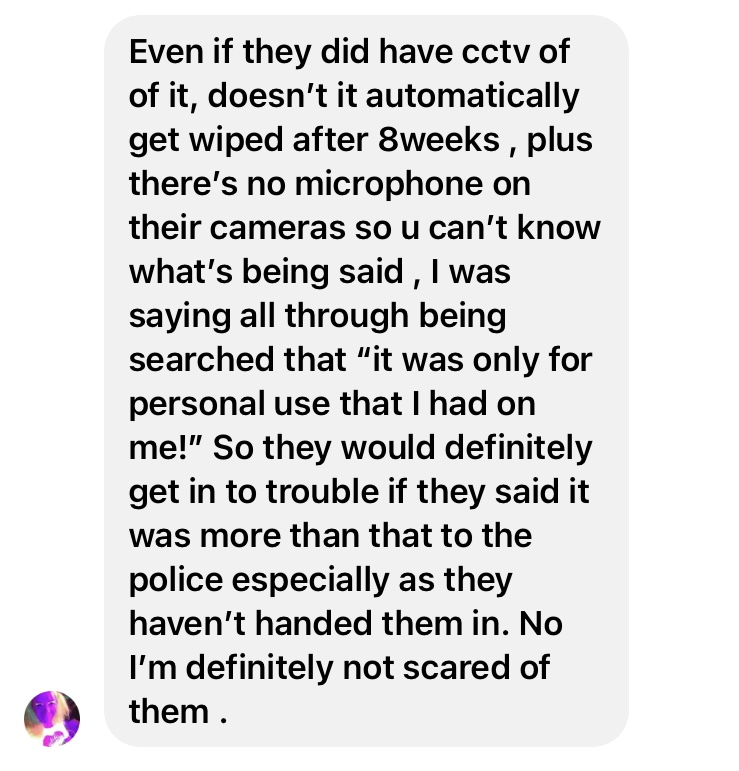 Even if they did have cctv of
of it, doesn’t it automatically
get wiped after 8weeks , plus
there’s no microphone on
their cameras so u can’t know
what’s being said , I was
saying all through being
searched that “it was only for
personal use that I had on
me!” So they would definitely
get in to trouble if they said it
was more than that to the
police especially as they
haven’t handed them in. No
I’m definitely not scared of
them .